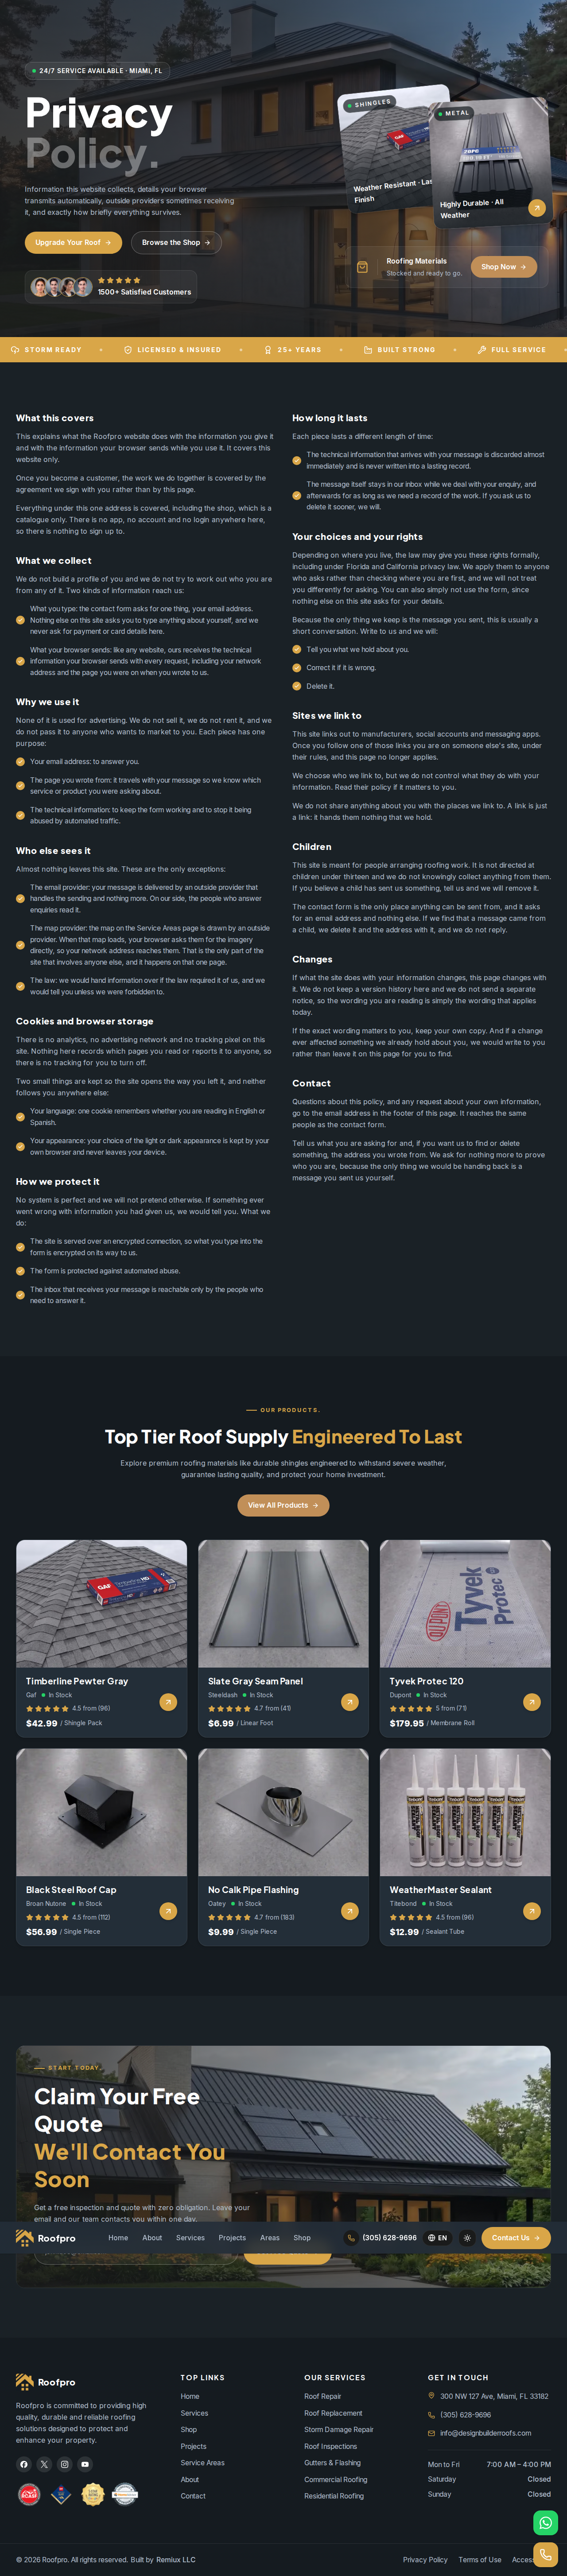 24/7 SERVICE AVAILABLE · MIAMI, FL
Privacy
Policy.
Information this website collects, details your browser
transmits automatically, outside providers sometimes receiving
it, and exactly how briefly everything survives.
Upgrade Your Roof
Browse the Shop
1500+ Satisfied Customers
SHINGLES
Weather Resistant · Las
Finish
METAL
Highly Durable · All
Weather
Roofing Materials
Stocked and ready to go.
Shop Now
STORM READY
LICENSED & INSURED
25+ YEARS
BUILT STRONG
FULL SERVICE
What this covers
This explains what the Roofpro website does with the information you give it
and with the information your browser sends while you use it. It covers this
website only.
Once you become a customer, the work we do together is covered by the
agreement we sign with you rather than by this page.
Everything under this one address is covered, including the shop, which is a
catalogue only. There is no app, no account and no login anywhere here,
so there is nothing to sign up to.
What we collect
We do not build a profile of you and we do not try to work out who you are
from any of it. Two kinds of information reach us:
What you type: the contact form asks for one thing, your email address.
Nothing else on this site asks you to type anything about yourself, and we
never ask for payment or card details here.
What your browser sends: like any website, ours receives the technical
information your browser sends with every request, including your network
address and the page you were on when you wrote to us.
Why we use it
None of it is used for advertising. We do not sell it, we do not rent it, and we
do not pass it to anyone who wants to market to you. Each piece has one
purpose:
Your email address: to answer you.
The page you wrote from: it travels with your message so we know which
service or product you were asking about.
The technical information: to keep the form working and to stop it being
abused by automated traffic.
Who else sees it
Almost nothing leaves this site. These are the only exceptions:
The email provider: your message is delivered by an outside provider that
handles the sending and nothing more. On our side, the people who answer
enquiries read it.
The map provider: the map on the Service Areas page is drawn by an outside
provider. When that map loads, your browser asks them for the imagery
directly, so your network address reaches them. That is the only part of the
site that involves anyone else, and it happens on that one page.
The law: we would hand information over if the law required it of us, and we
would tell you unless we were forbidden to.
Cookies and browser storage
There is no analytics, no advertising network and no tracking pixel on this
site. Nothing here records which pages you read or reports it to anyone, so
there is no tracking for you to turn off.
Two small things are kept so the site opens the way you left it, and neither
follows you anywhere else:
Your language: one cookie remembers whether you are reading in English or
Spanish.
Your appearance: your choice of the light or dark appearance is kept by your
own browser and never leaves your device.
How we protect it
No system is perfect and we will not pretend otherwise. If something ever
went wrong with information you had given us, we would tell you. What we
do:
The site is served over an encrypted connection, so what you type into the
form is encrypted on its way to us.
The form is protected against automated abuse.
The inbox that receives your message is reachable only by the people who
need to answer it.
How long it lasts
Each piece lasts a different length of time:
The technical information that arrives with your message is discarded almost
immediately and is never written into a lasting record.
The message itself stays in our inbox while we deal with your enquiry, and
afterwards for as long as we need a record of the work. If you ask us to
delete it sooner, we will.
Your choices and your rights
Depending on where you live, the law may give you these rights formally,
including under Florida and California privacy law. We apply them to anyone
who asks rather than checking where you are first, and we will not treat
you differently for asking. You can also simply not use the form, since
nothing else on this site asks for your details.
Because the only thing we keep is the message you sent, this is usually a
short conversation. Write to us and we will:
Tell you what we hold about you.
Correct it if it is wrong.
Delete it.
Sites we link to
This site links out to manufacturers, social accounts and messaging apps.
Once you follow one of those links you are on someone else's site, under
their rules, and this page no longer applies.
We choose who we link to, but we do not control what they do with your
information. Read their policy if it matters to you.
We do not share anything about you with the places we link to. A link is just
a link: it hands them nothing that we hold.
Children
This site is meant for people arranging roofing work. It is not directed at
children under thirteen and we do not knowingly collect anything from them.
If you believe a child has sent us something, tell us and we will remove it.
The contact form is the only place anything can be sent from, and it asks
for an email address and nothing else. If we find that a message came from
a child, we delete it and the address with it, and we do not reply.
Changes
If what the site does with your information changes, this page changes with
it. We do not keep a version history here and we do not send a separate
notice, so the wording you are reading is simply the wording that applies
today.
If the exact wording matters to you, keep your own copy. And if a change
ever affected something we already hold about you, we would write to you
rather than leave it on this page for you to find.
Contact
Questions about this policy, and any request about your own information,
go to the email address in the footer of this page. It reaches the same
people as the contact form.
Tell us what you are asking for and, if you want us to find or delete
something, the address you wrote from. We ask for nothing more to prove
who you are, because the only thing we would be handing back is a
message you sent us yourself.
OUR PRODUCTS.
Top Tier Roof Supply Engineered To Last
Explore premium roofing materials like durable shingles engineered to withstand severe weather,
guarantee lasting quality, and protect your home investment.
View All Products
GAF
Timberline HD
Timberline Pewter Gray
Gaf In Stock
4.5 from (96)
$42.99 / Shingle Pack
Slate Gray Seam Panel
Steeldash In Stock
4.7 from (41)
$6.99 / Linear Foot
DUPONT
Tyvek
Protec
Tyvek Protec 120
Dupont In Stock
5 from (71)
$179.95 / Membrane Roll
Black Steel Roof Cap
Broan Nutone In Stock
4.5 from (112)
$56.99 / Single Piece
No Calk Pipe Flashing
Oatey In Stock
4.7 from (183)
$9.99 / Single Piece
WeatherMaster Sealant
Titebond In Stock
4.5 from (96)
$12.99 / Sealant Tube
START TODAY.
Claim Your Free
Quote
We'll Contact You
Soon
Get a free inspection and quote with zero obligation. Leave your
email and our team contacts you within one day.
Roofpro
Home
About
Services
Projects
Areas
Shop
(305) 628-9696
EN
Contact Us
Roofpro
Roofpro is committed to providing high
quality, durable and reliable roofing
solutions designed to protect and
enhance your property.
TOP LINKS
Home
Services
Shop
Projects
Service Areas
About
Contact
OUR SERVICES
Roof Repair
Roof Replacement
Storm Damage Repair
Roof Inspections
Gutters & Flashing
Commercial Roofing
Residential Roofing
GET IN TOUCH
300 NW 127 Ave, Miami, FL 33182
(305) 628-9696
info@designbuilderroofs.com
Mon to Fri 7:00 AM – 4:00 PM
Saturday Closed
Sunday Closed
© 2026 Roofpro. All rights reserved. Built by Remiux LLC
Privacy Policy
Terms of Use